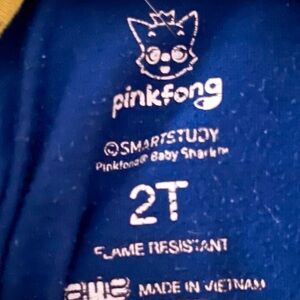 pinkfong
©SMARTSTUDY
Pinkfong® Baby Shark™
2T
FLAME RESISTANT
MADE IN VIETNAM